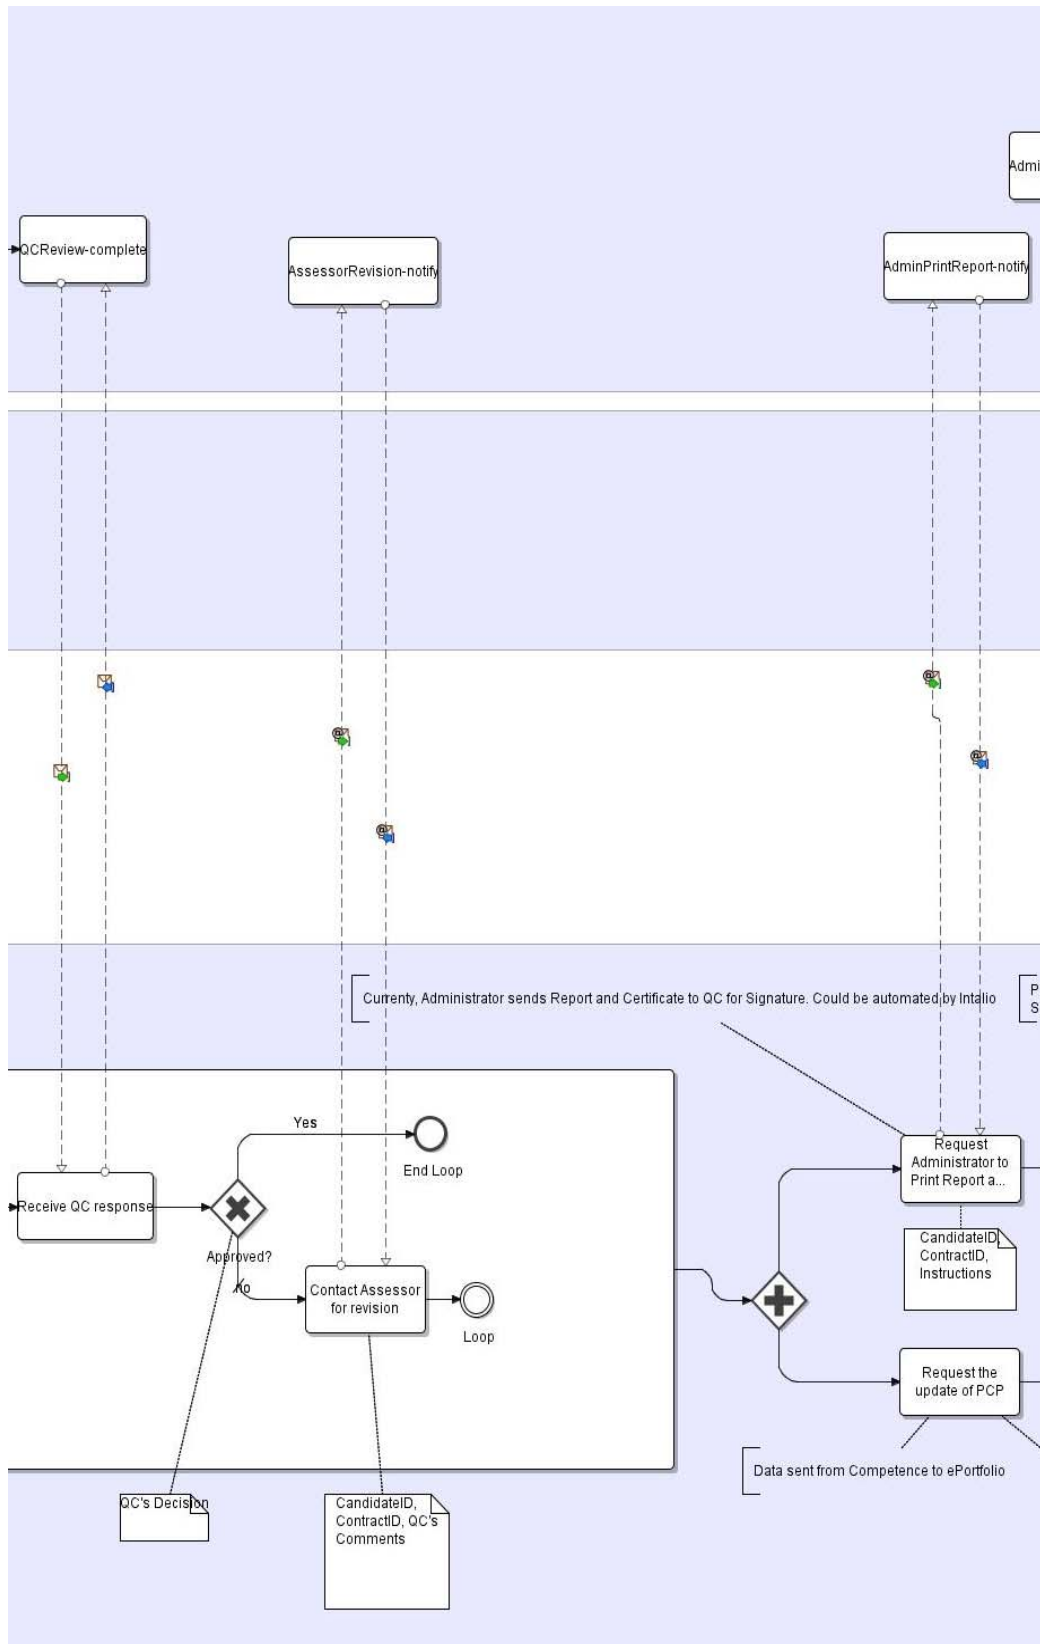 Admi
QCReview-complete
AssessorRevision-notify
AdminPrintReport-notify
Currenty, Administrator sends Report and Certificate to QC for Signature. Could be automated by Intalio
P
S
Yes
End Loop
Receive QC response
Approved?
no
Contact Assessor
for revision
Loop
Request
Administrator to
Print Report a...
CandidateID,
ContractID,
Instructions
Request the
update of PCP
Data sent from Competence to ePortfolio
QC's Decision
CandidateID,
ContractID, QC's
Comments